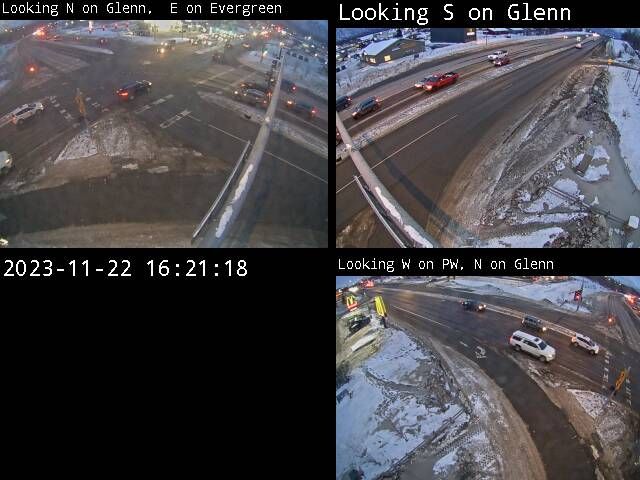 Looking N on Glenn,  E on Evergreen
Looking S on Glenn
2023-11-22 16:21:18
Looking W on PW, N on Glenn